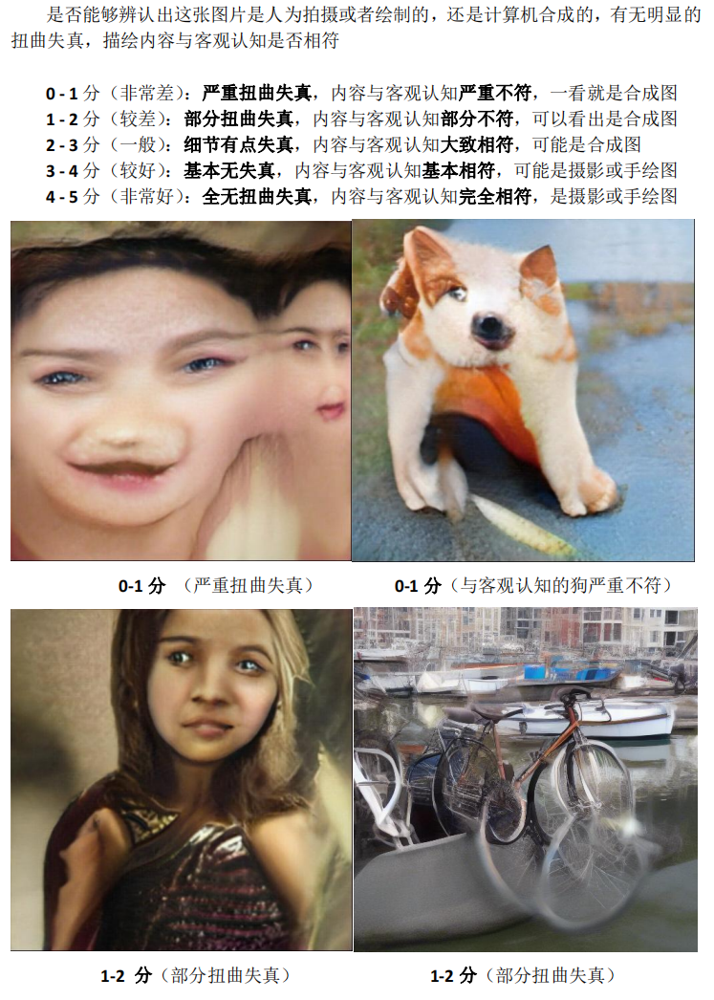 是否能够辨认出这张图片是人为拍摄或者绘制的，还是计算机合成的，有无明显的
扭曲失真，描绘内容与客观认知是否相符
0 - 1 分（非常差）：严重扭曲失真，内容与客观认知严重不符，一看就是合成图
1 - 2 分（较差）：部分扭曲失真，内容与客观认知部分不符，可以看出是合成图
2 - 3 分（一般）：细节有点失真，内容与客观认知大致相符，可能是合成图
3 - 4 分（较好）：基本无失真，内容与客观认知基本相符，可能是摄影或手绘图
4 - 5 分（非常好）：全无扭曲失真，内容与客观认知完全相符，是摄影或手绘图
0-1 分 （严重扭曲失真）
0-1 分（与客观认知的狗严重不符）
1-2 分（部分扭曲失真）
1-2 分（部分扭曲失真）